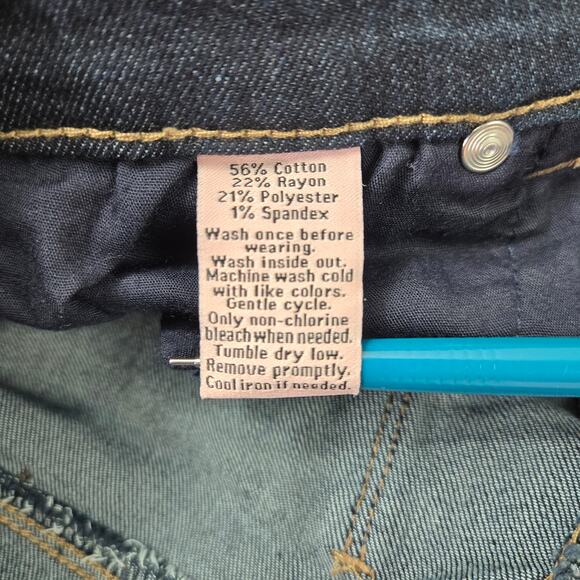 56% Cotton
22% Rayon
21% Polyester
1% Spandex
Wash once before
wearing.
Wash inside out.
Machine wash cold
with like colors.
Gentle cycle.
Only non-chlorine
bleach when needed.
Tumble dry low.
Remove promptly.
Cool iron if needed.